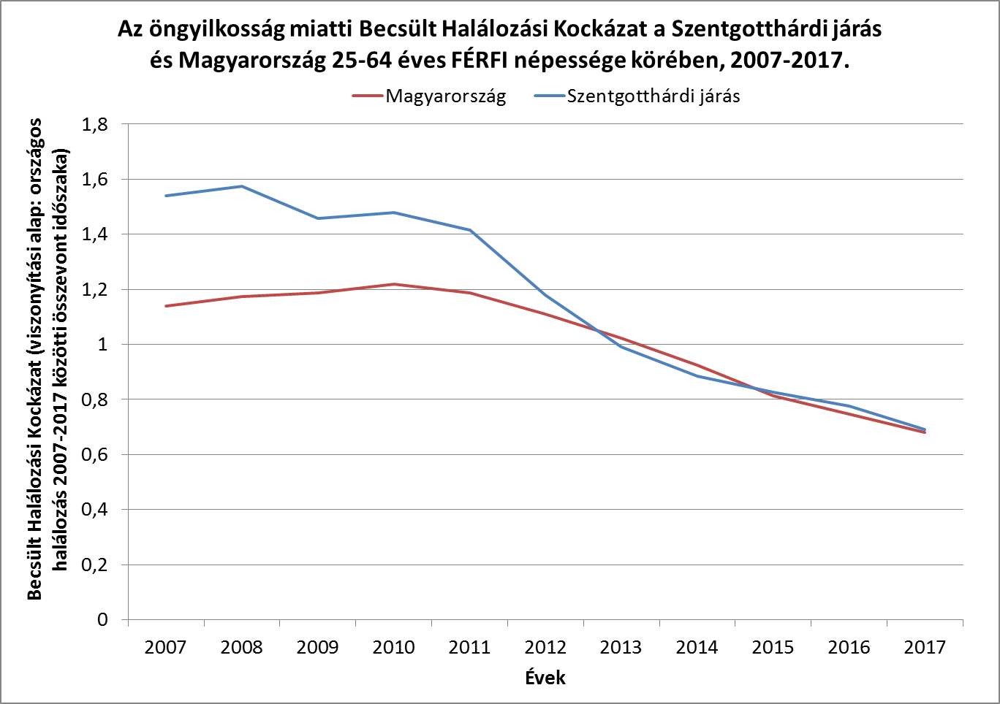 Az öngyilkosság miatti Becsült Halálozási Kockázat a Szentgotthárdi járás
és Magyarország 25-64 éves FÉRFI népessége körében, 2007-2017.
Magyarország
Szentgotthárdi járás
Becsült Halálozási Kockázat (viszonyítási alap: országos
halálozás 2007-2017 közötti összevont időszaka)
1,8
1,6
1,4
1,2
1
0,8
0,6
0,4
0,2
0
2007 2008 2009 2010 2011 2012 2013 2014 2015 2016 2017
Évek